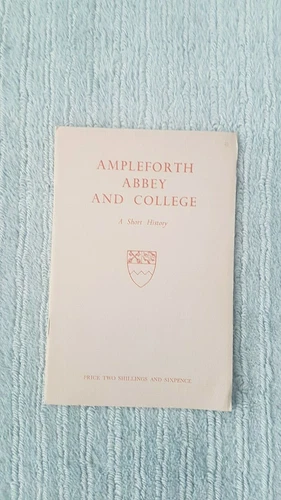 AMPLEFORTH
ABBEY
AND COLLEGE
A Short History
PRICE TWO SHILLINGS AND SIXPENCE